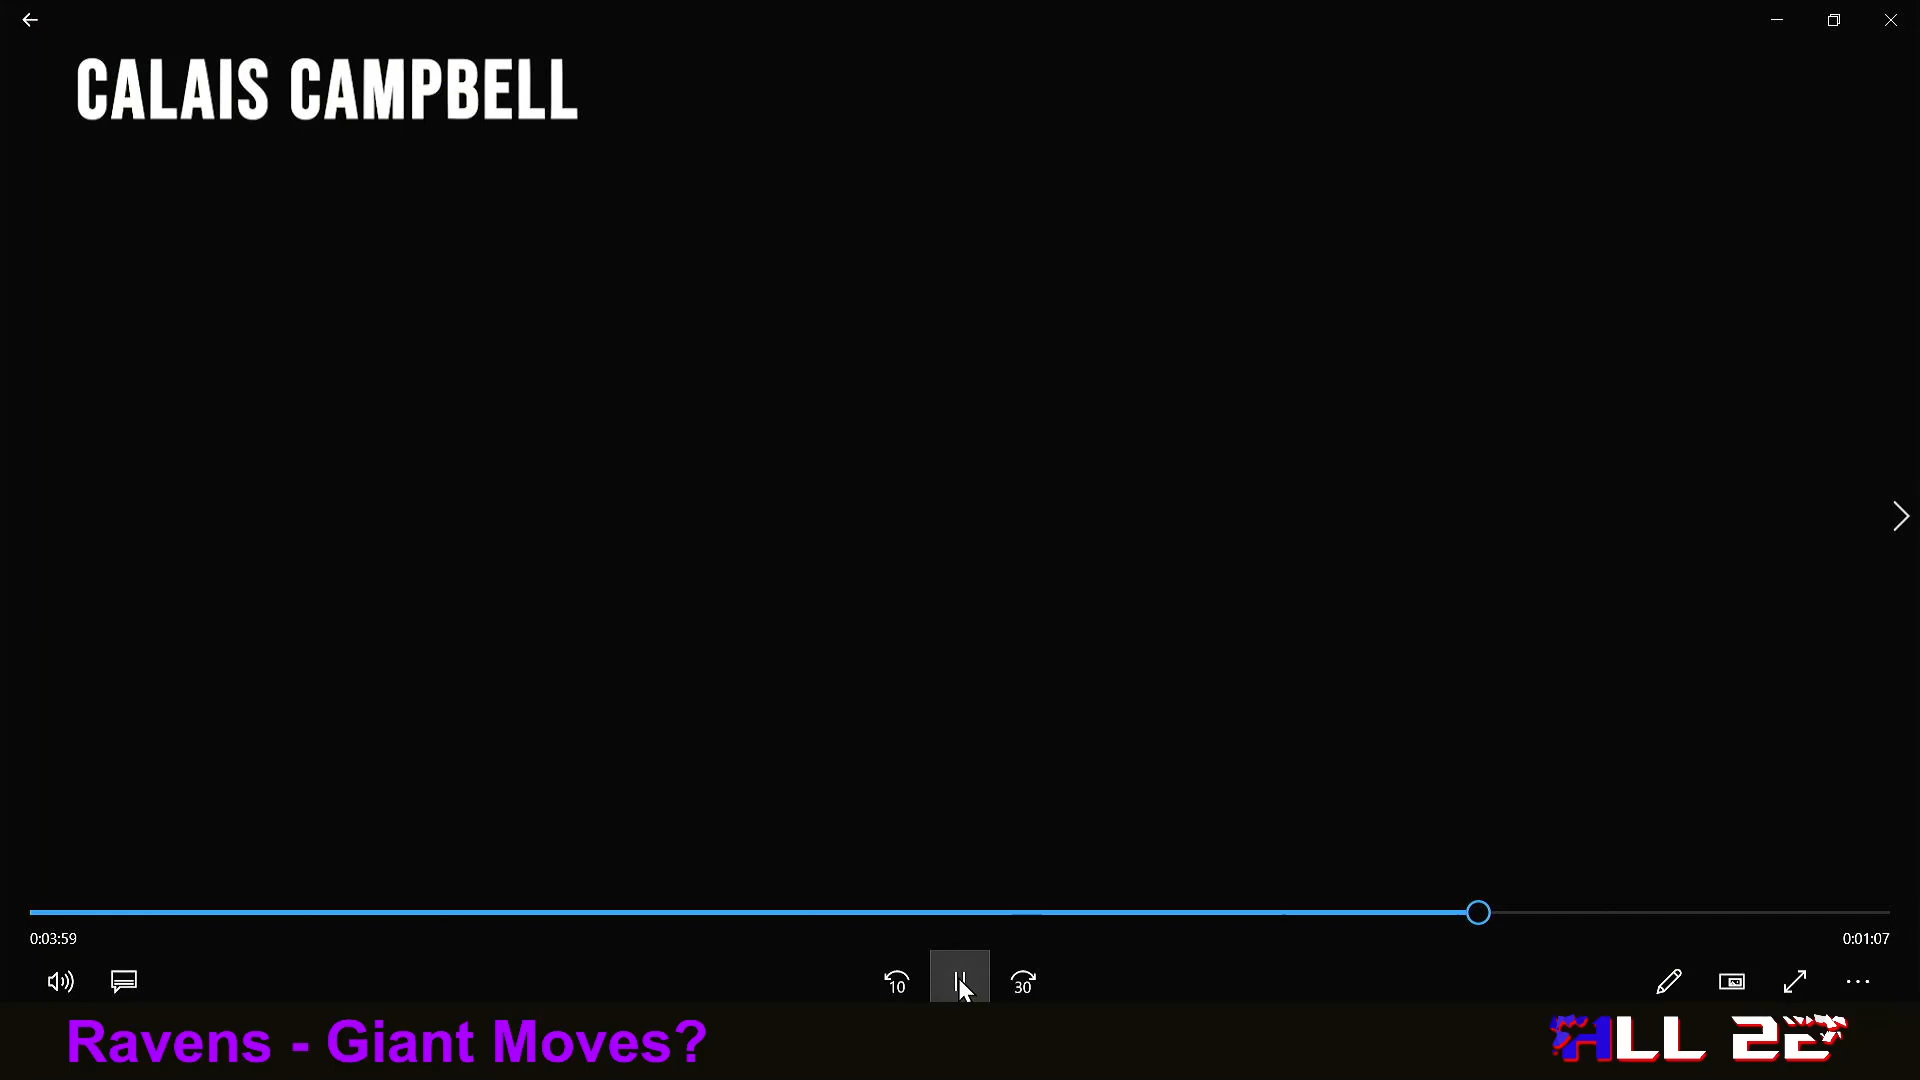 CALAIS CAMPBELL
0:03:59
0:01:07
10
30
Ravens - Giant Moves?
ALL 22